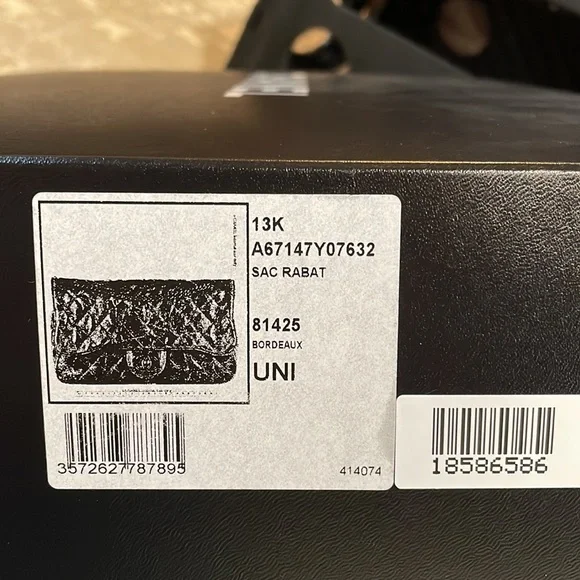 13K
A67147Y07632
SAC RABAT
81425
BORDEAUX
UNI
3572627787895
414074
18586586